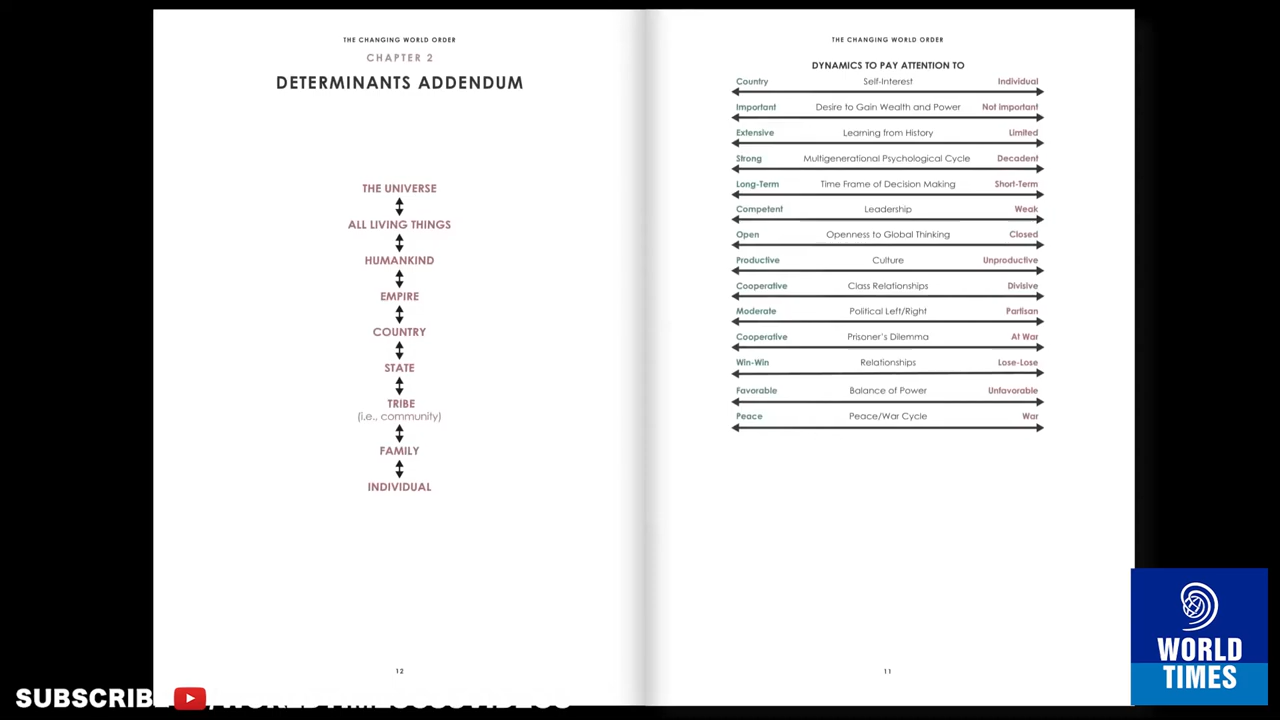 THE CHANGING WORLD ORDER
CHAPTER 2
DETERMINANTS ADDENDUM
THE UNIVERSE
ALL LIVING THINGS
HUMANKIND
EMPIRE
COUNTRY
STATE
TRIBE
(i.e., community)
FAMILY
INDIVIDUAL
12
THE CHANGING WORLD ORDER
DYNAMICS TO PAY ATTENTION TO
Country Self-Interest Individual
Important Desire to Gain Wealth and Power Not important
Extensive Learning from History Limited
Strong Multigenerational Psychological Cycle Decadent
Long-Term Time Frame of Decision Making Short-Term
Competent Leadership Weak
Open Openness to Global Thinking Closed
Productive Culture Unproductive
Cooperative Class Relationships Divisive
Moderate Political Left/Right Partisan
Cooperative Prisoner's Dilemma At War
Win-Win Relationships Lose-Lose
Favorable Balance of Power Unfavorable
Peace Peace/War Cycle War
11
SUBSCRIB
WORLD
TIMES